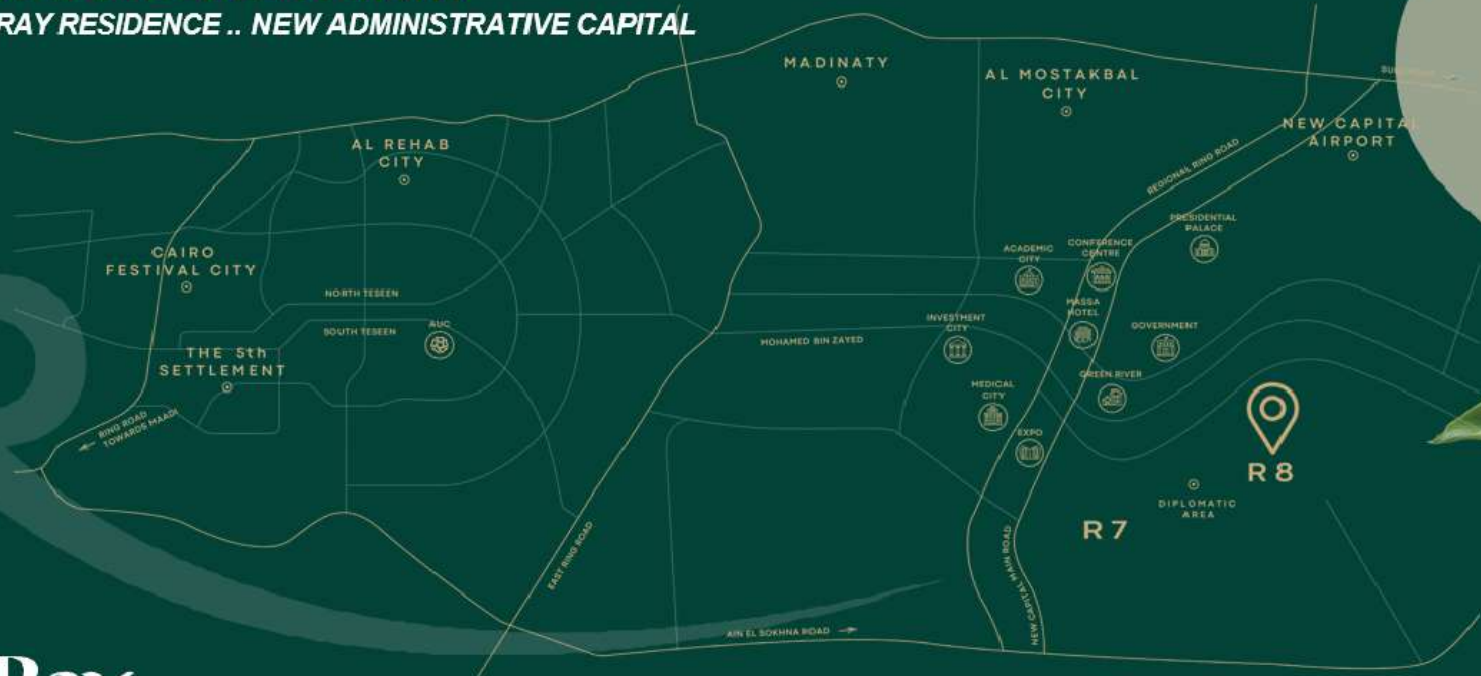 RAY RESIDENCE .. NEW ADMINISTRATIVE CAPITAL
MADINATY
AL MOSTAKBAL
CITY
NEW CAPITAL
AIRPORT
AL REHAB
CITY
REGIONAL RING ROAD
PRESIDENTIAL
PALACE
CAIRO
FESTIVAL CITY
ACADEMIC
CITY
CONFERENCE
CENTRE
NORTH TESEEN
SOUTH TESEEN
AUC
MASSA
HOTEL
INVESTMENT
CITY
GOVERNMENT
MOHAMED BIN ZAYED
THE 5th
SETTLEMENT
GREEN RIVER
MEDICAL
CITY
RING ROAD
TOWARDS MAADI
EXPO
R 8
DIPLOMATIC
AREA
R 7
EAST RING ROAD
NEW CAPITAL MAIN ROAD
AIN EL SOKHNA ROAD